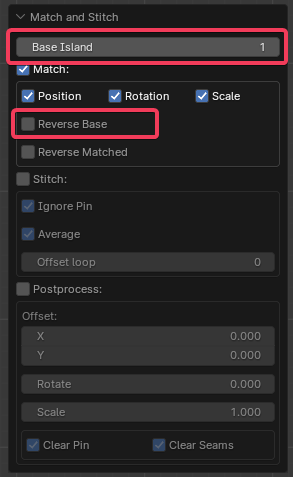 Match and Stitch
Base Island 1
Match:
Position Rotation Scale
Reverse Base
Reverse Matched
Stitch:
Ignore Pin
Average
Offset loop 0
Postprocess:
Offset:
X 0.000
Y 0.000
Rotate 0.000
Scale 1.000
Clear Pin Clear Seams